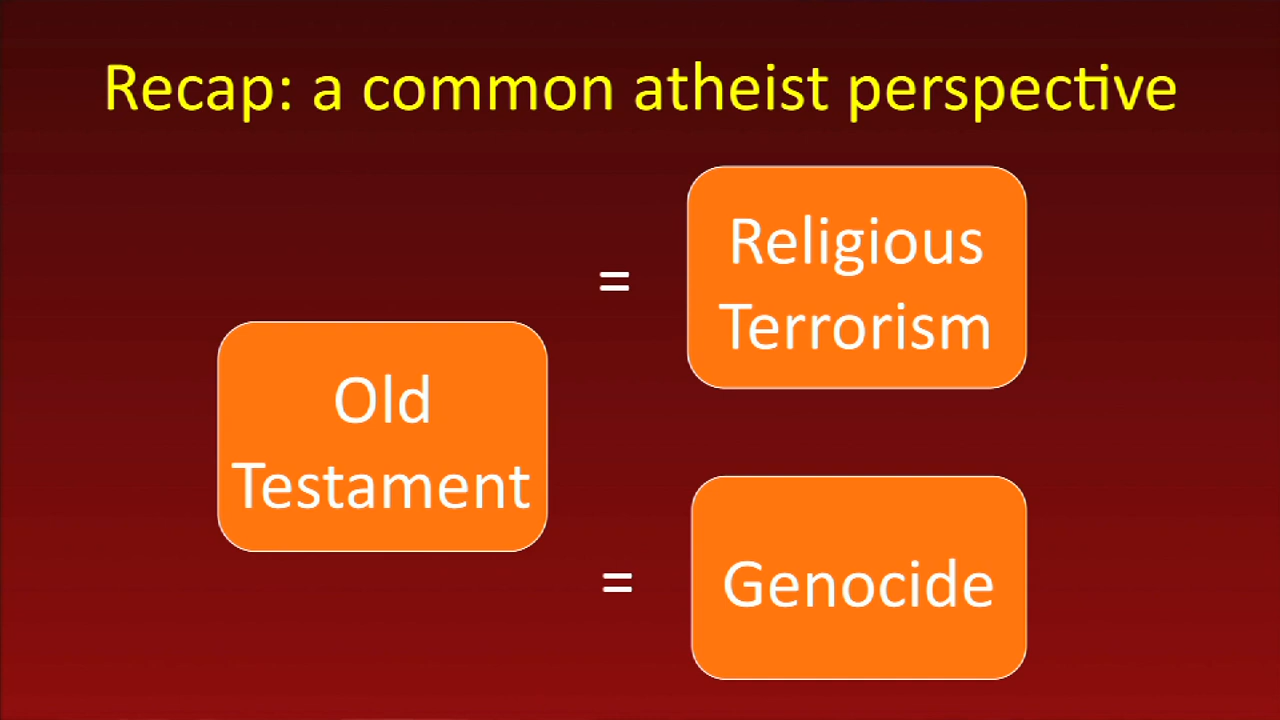 Recap: a common atheist perspective
=
Religious
Terrorism
Old
Testament
=
Genocide